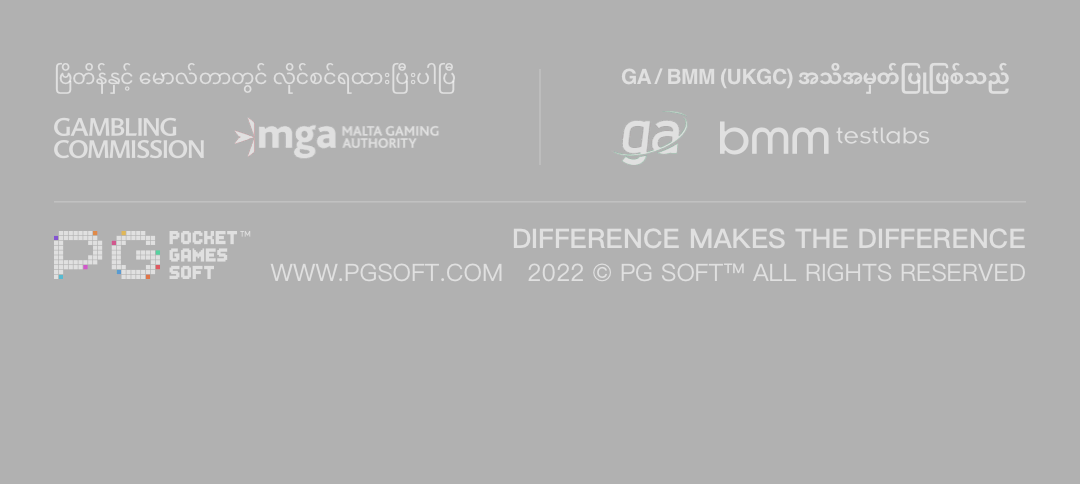 ဗြိတိန်နှင့် မောလ်တာတွင် လိုင်စင်ရထားပြီးပါပြီ
GAMBLING
COMMISSION
mga MALTA GAMING
AUTHORITY
GA / BMM (UKGC) အသိအမှတ်ပြုဖြစ်သည်
ga bmm testlabs
PG POCKET™
GAMES
SOFT
WWW.PGSOFT.COM
DIFFERENCE MAKES THE DIFFERENCE
2022 © PG SOFT™ ALL RIGHTS RESERVED